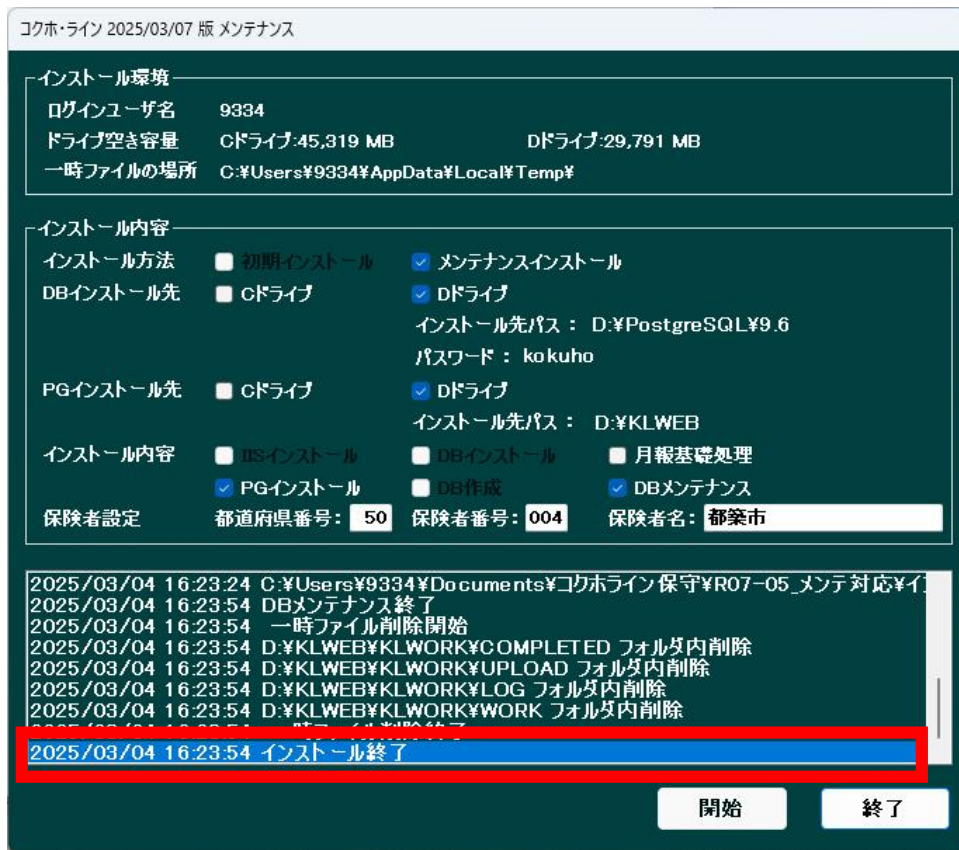 コクホ・ライン 2025/03/07 版 メンテナンス
インストール環境
ログインユーザ名 9334
ドライブ空き容量 Cドライブ:45,319 MB Dドライブ:29,791 MB
一時ファイルの場所 C:¥Users¥9334¥AppData¥Local¥Temp¥
インストール内容
インストール方法 初期インストール メンテナンスインストール
DBインストール先 Cドライブ Dドライブ
インストール先パス : D:¥PostgreSQL¥9.6
パスワード : kokuho
PGインストール先 Cドライブ Dドライブ
インストール先パス : D:¥KLWEB
インストール内容 IISインストール DBインストール 月報基礎処理
PGインストール DB作成 DBメンテナンス
保険者設定 都道府県番号: 50 保険者番号: 004 保険者名: 都築市
2025/03/04 16:23:24 C:¥Users¥9334¥Documents¥コクホライン保守¥R07-05_メンテ対応¥イ
2025/03/04 16:23:54 DBメンテナンス終了
2025/03/04 16:23:54 一時ファイル削除開始
2025/03/04 16:23:54 D:¥KLWEB¥KLWORK¥COMPLETED フォルダ内削除
2025/03/04 16:23:54 D:¥KLWEB¥KLWORK¥UPLOAD フォルダ内削除
2025/03/04 16:23:54 D:¥KLWEB¥KLWORK¥LOG フォルダ内削除
2025/03/04 16:23:54 D:¥KLWEB¥KLWORK¥WORK フォルダ内削除
2025/03/04 16:23:54 インストール終了
開始 終了